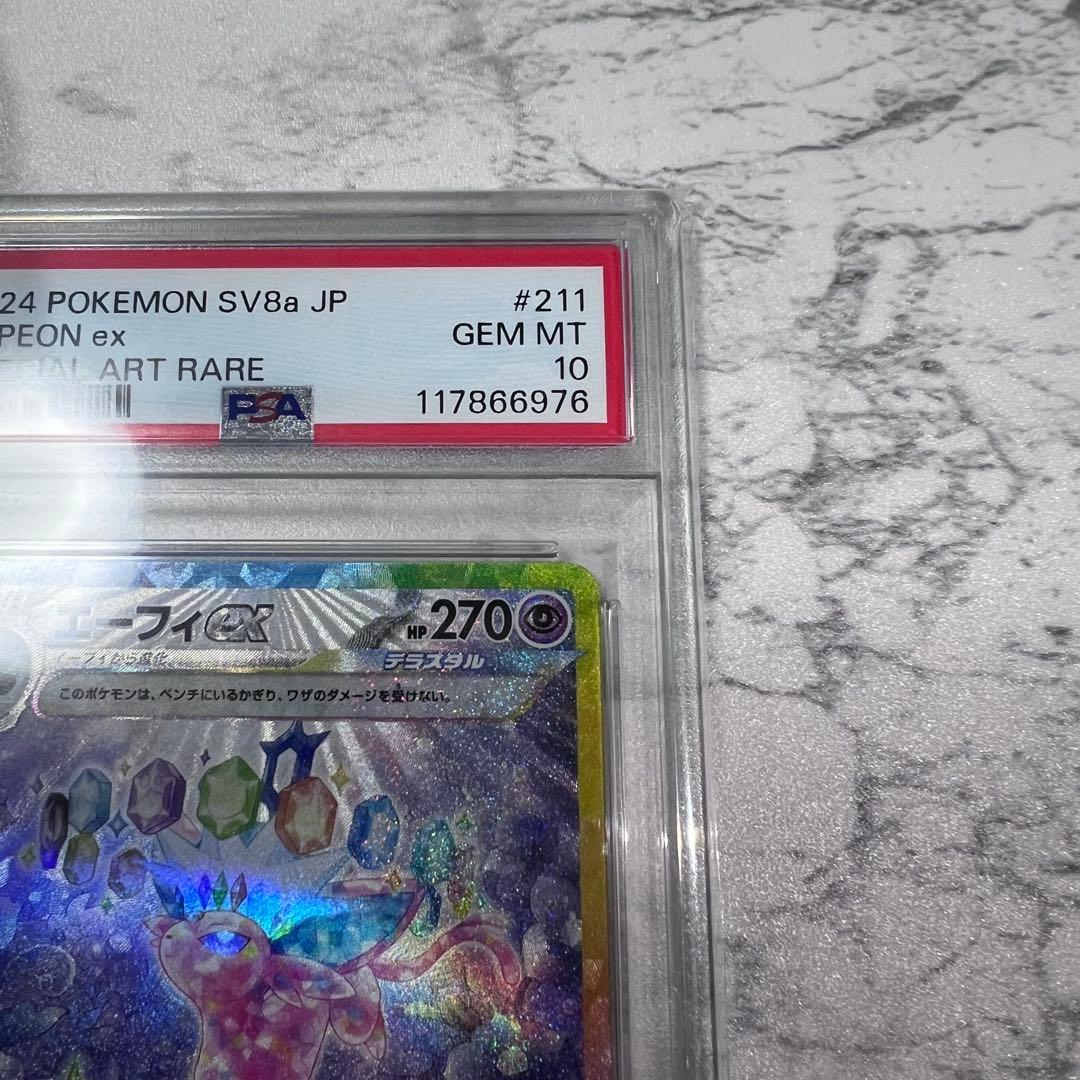 24 POKEMON SV8a JP #211
PEON ex GEM MT
ART RARE 10
PSA 117866976
エーフィex HP 270
テラスタル
このポケモンは、ベンチにいるかぎり、ワザのダメージを受けない。